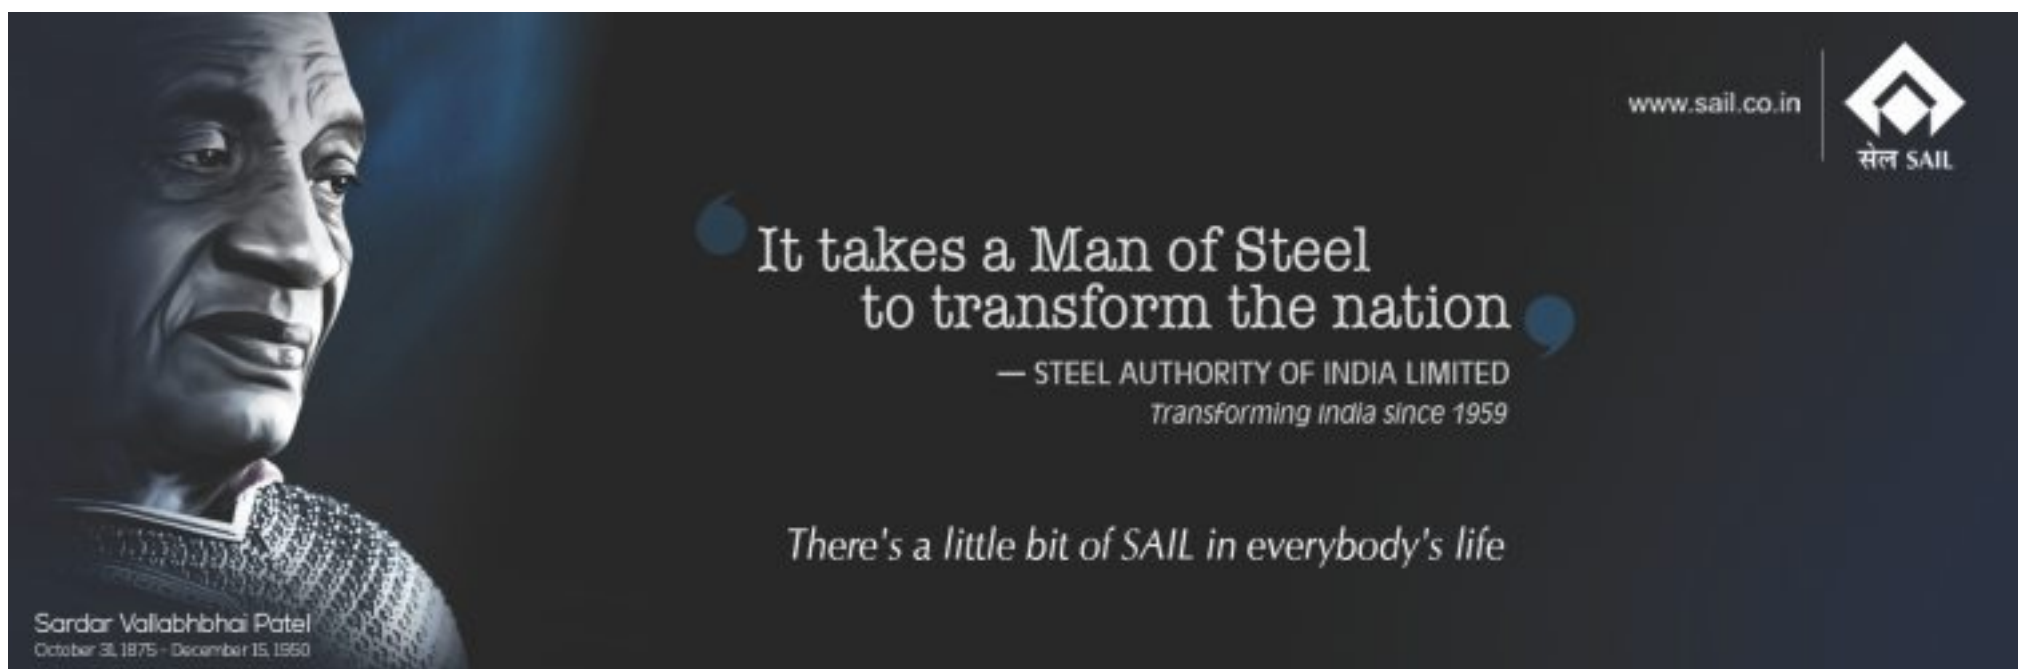 www.sail.co.in
सेल SAIL
‘It takes a Man of Steel
to transform the nation’
— STEEL AUTHORITY OF INDIA LIMITED
Transforming India since 1959
There's a little bit of SAIL in everybody's life
Sardar Vallabhbhai Patel
October 31, 1875 - December 15, 1950